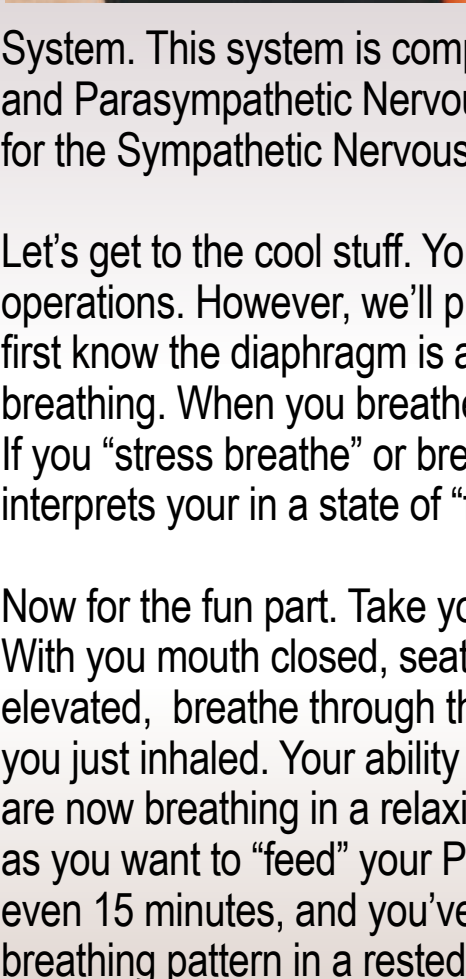 System. This system is comp
and Parasympathetic Nervou
for the Sympathetic Nervous
Let’s get to the cool stuff. Yo
operations. However, we’ll p
first know the diaphragm is a
breathing. When you breathe
If you “stress breathe” or bre
interprets your in a state of “
Now for the fun part. Take yo
With you mouth closed, seat
elevated,  breathe through th
you just inhaled. Your ability
are now breathing in a relaxi
as you want to “feed” your P
even 15 minutes, and you’ve
breathing pattern in a rested